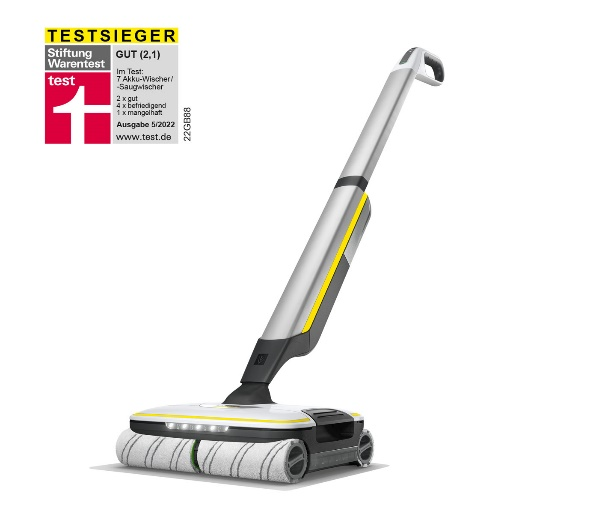 TESTSIEGER
Stiftung
Warentest
GUT (2,1)
test
Im Test:
7 Akku-Wischer/
-Saugwischer
2 x gut
4 x befriedigend
1 x mangelhaft
Ausgabe 5/2022
www.test.de
22GB88